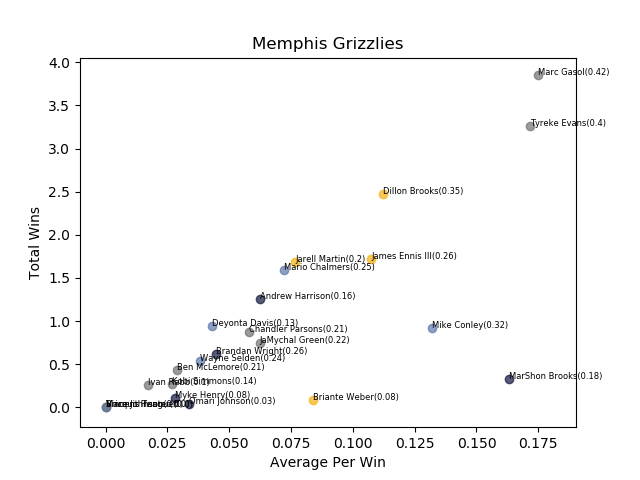 Memphis Grizzlies
4.0
3.5
3.0
2.5
2.0
1.5
1.0
0.5
0.0
Total Wins
Marc Gasol(0.42)
Tyreke Evans(0.4)
Dillon Brooks(0.35)
James Ennis III(0.26)
Jarell Martin(0.2)
Mario Chalmers(0.25)
Andrew Harrison(0.16)
Deyonta Davis(0.13)
Mike Conley(0.32)
Chandler Parsons(0.21)
JaMychal Green(0.22)
Brandan Wright(0.26)
Wayne Selden(0.24)
Ben McLemore(0.21)
MarShon Brooks(0.18)
Ivan Rabb(0.1)
Kobi Simmons(0.14)
Myke Henry(0.08)
Omari Johnson(0.03)
Briante Weber(0.08)
0.000 0.025 0.050 0.075 0.100 0.125 0.150 0.175
Average Per Win